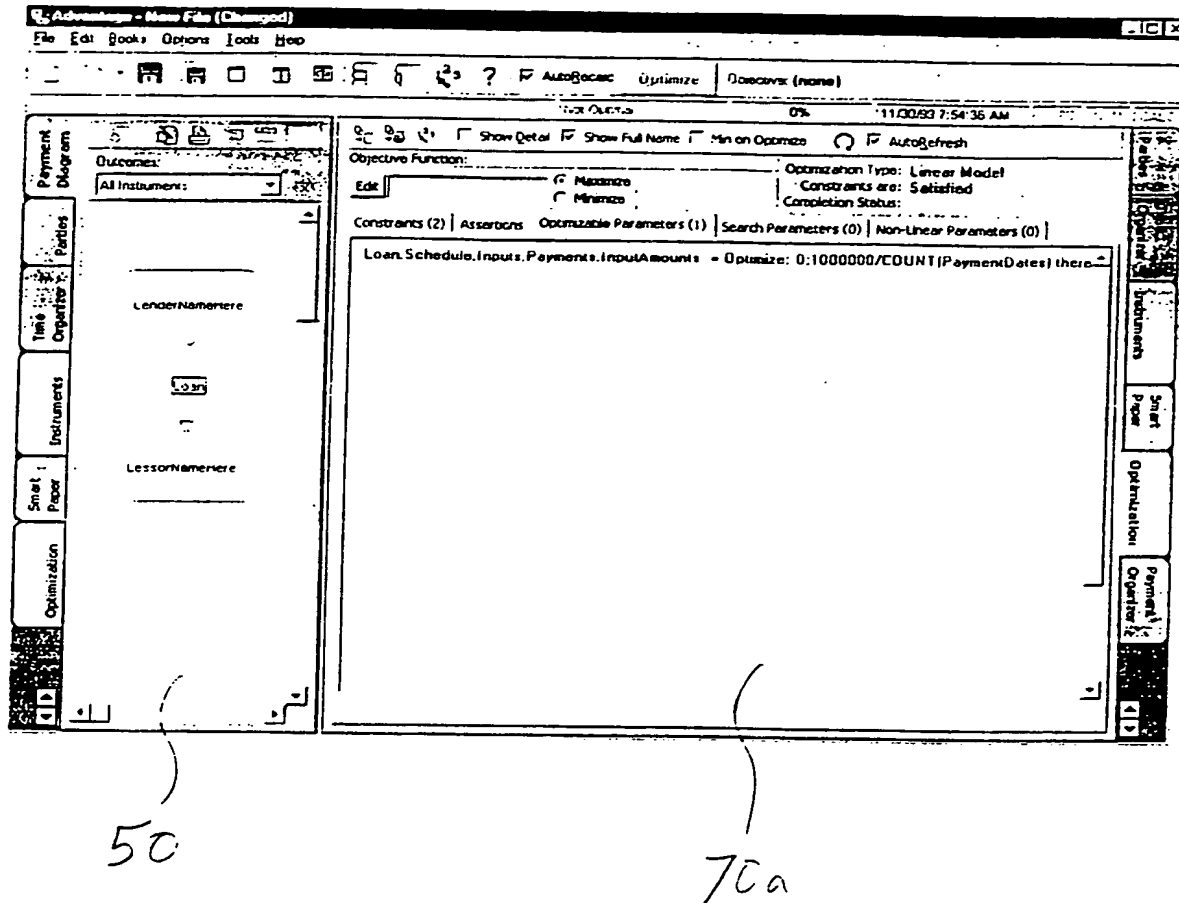 Advantage - New File (Changed)
File Edit Books Options Tools Help
? AutoRecalc Optimize Objective: (none)
0% 11/30/93 7:54:36 AM
Payment Diagram
Parties
Time Organizer
Instruments
Smart Paper
Optimization
Outcomes:
All Instruments
LenderNameHere
Loan
LessorNameHere
Show Detail Show Full Name Min on Optimize AutoRefresh
Objective Function:
Edit
Maximize
Minimize
Optimization Type: Linear Model
Constraints are: Satisfied
Completion Status:
Constraints (2) Assertions Optimizable Parameters (1) Search Parameters (0) Non-Linear Parameters (0)
Loan.Schedule.Inputs.Payments.InputAmounts = Optimize: 0:1000000/COUNT(PaymentDates) there
Instruments
Smart Paper
Optimization
Payment Organizer
50
70a